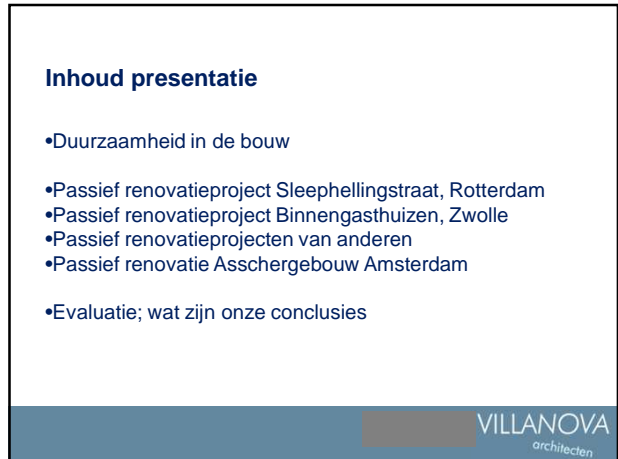 Inhoud presentatie
•Duurzaamheid in de bouw
•Passief renovatieproject Sleephellingstraat, Rotterdam
•Passief renovatieproject Binnengasthuizen, Zwolle
•Passief renovatieprojecten van anderen
•Passief renovatie Asschergebouw Amsterdam
•Evaluatie; wat zijn onze conclusies
VILLANOVA
architecten